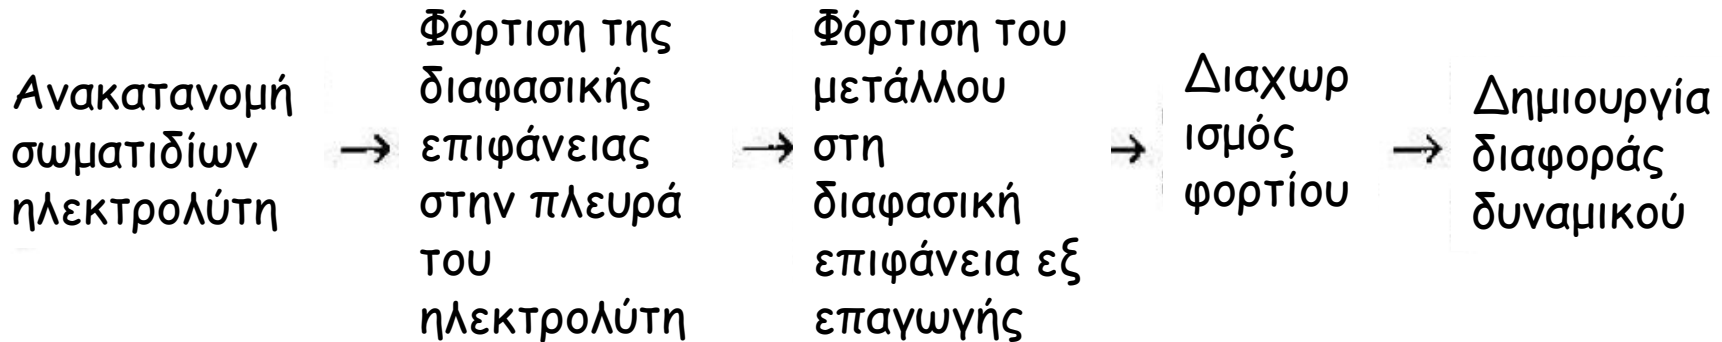 Ανακατανομή
σωματιδίων
ηλεκτρολύτη
→
Φόρτιση της
διαφασικής
επιφάνειας
στην πλευρά
του
ηλεκτρολύτη
→
Φόρτιση του
μετάλλου
στη
διαφασική
επιφάνεια εξ
επαγωγής
→
Διαχωρ
ισμός
φορτίου
→
Δημιουργία
διαφοράς
δυναμικού